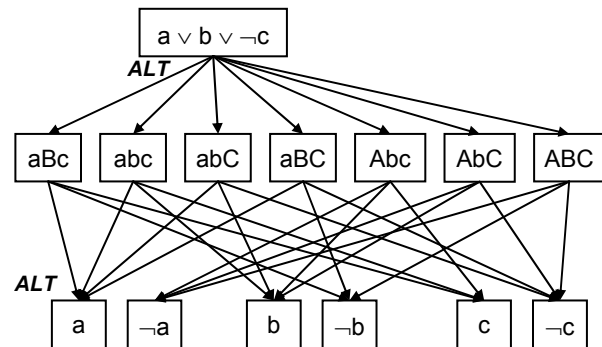 a ∨ b ∨ ¬c
ALT
aBc abc abC aBC Abc AbC ABC
ALT
a ¬a b ¬b c ¬c